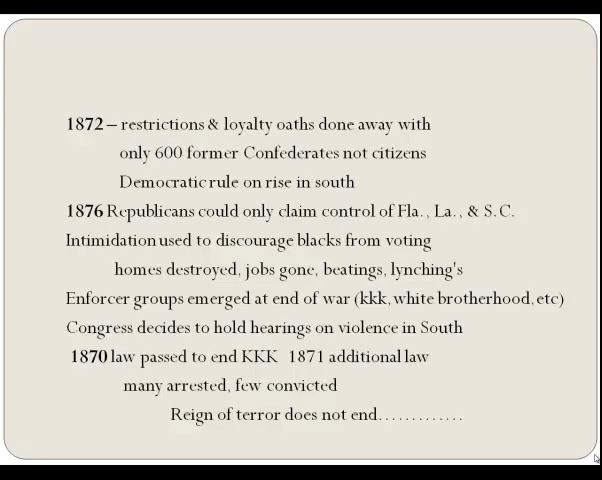 1872 – restrictions & loyalty oaths done away with
only 600 former Confederates not citizens
Democratic rule on rise in south
1876 Republicans could only claim control of Fla., La., & S.C.
Intimidation used to discourage blacks from voting
homes destroyed, jobs gone, beatings, lynching's
Enforcer groups emerged at end of war (kkk, white brotherhood, etc)
Congress decides to hold hearings on violence in South
1870 law passed to end KKK 1871 additional law
many arrested, few convicted
Reign of terror does not end.............